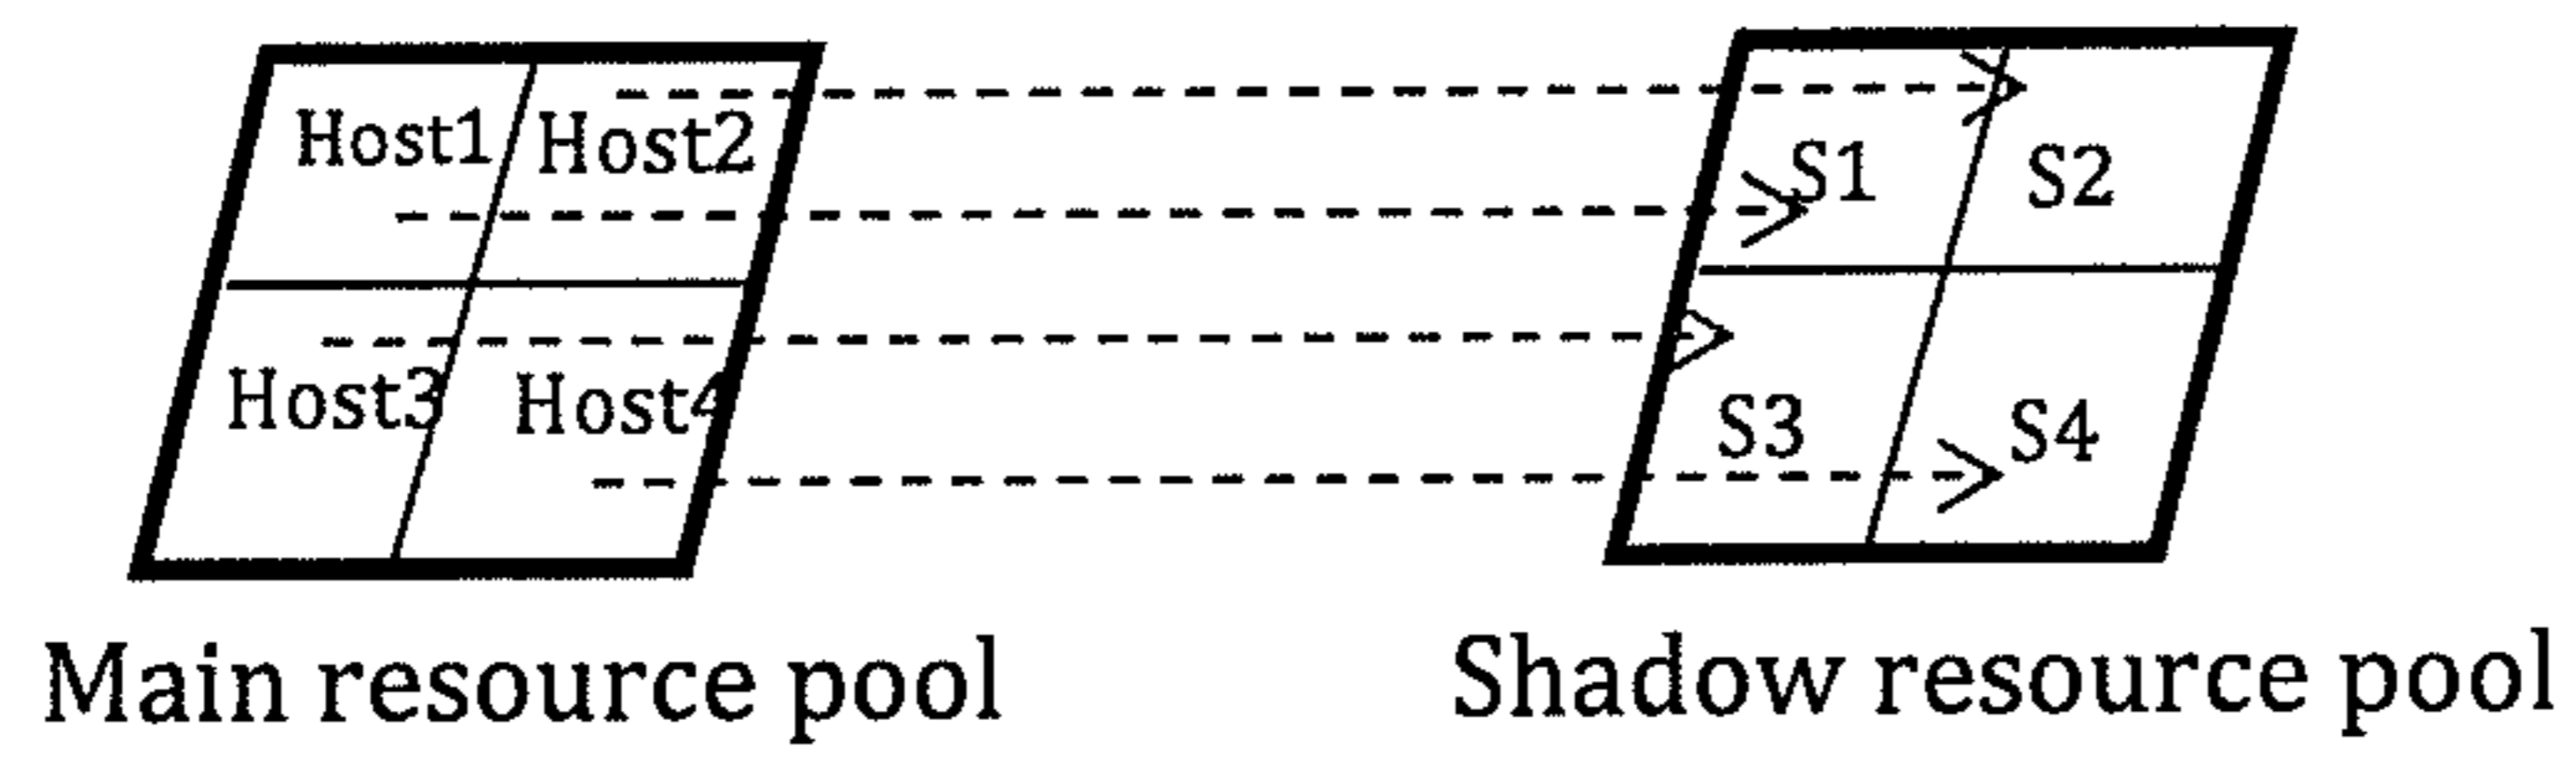 Host1 Host2
Host3 Host4
S1 S2
S3 S4
Main resource pool
Shadow resource pool